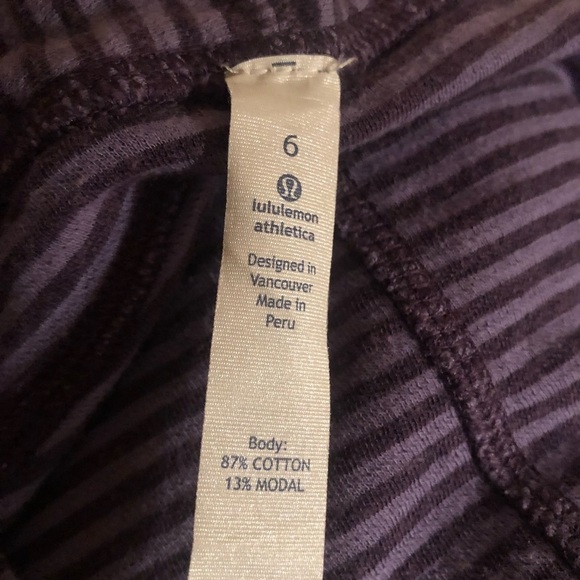 6
lululemon
athletica
Designed in
Vancouver
Made in
Peru
Body:
87% COTTON
13% MODAL